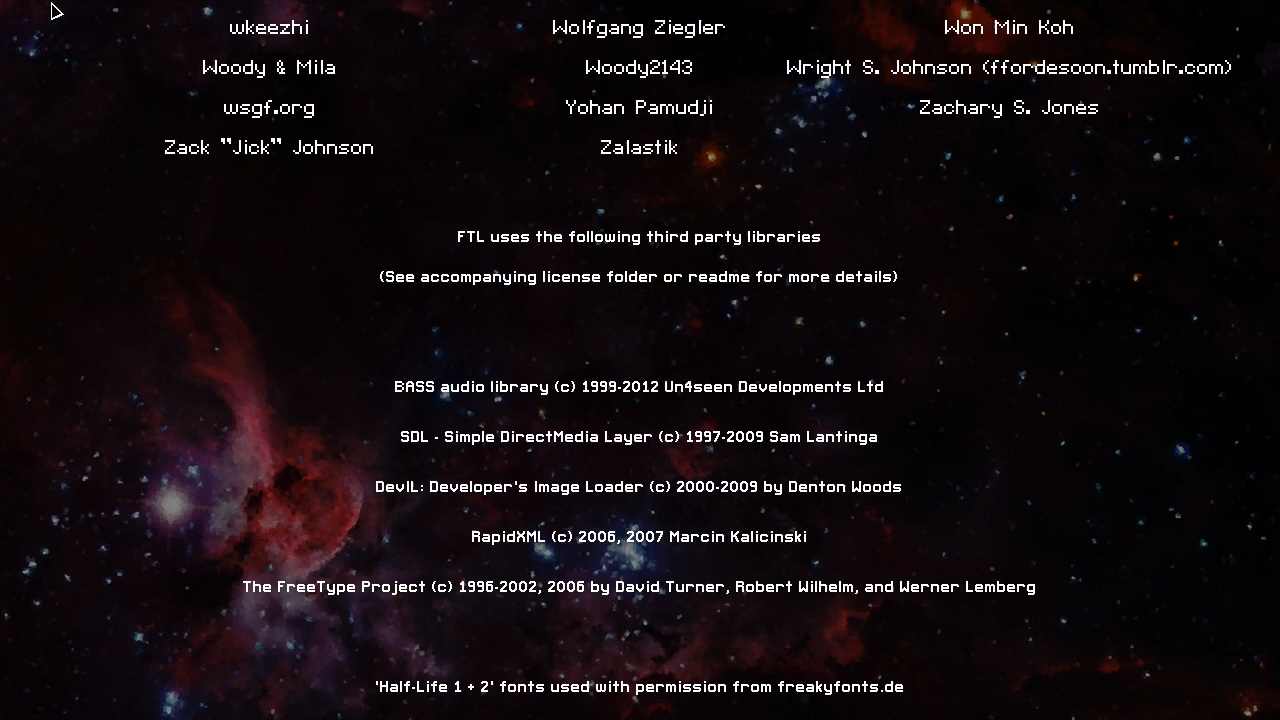 wkeezhi Wolfgang Ziegler Won Min Koh
Woody & Mila Woody2143 Wright S. Johnson (ffordesoon.tumblr.com)
wsgf.org Yohan Pamudji Zachary S. Jones
Zack "Jick" Johnson Zalastik
FTL uses the following third party libraries
(See accompanying license folder or readme for more details)
BASS audio library (c) 1999-2012 Un4seen Developments Ltd
SDL - Simple DirectMedia Layer (c) 1997-2009 Sam Lantinga
DevIL: Developer's Image Loader (c) 2000-2009 by Denton Woods
RapidXML (c) 2006, 2007 Marcin Kalicinski
The FreeType Project (c) 1996-2002, 2006 by David Turner, Robert Wilhelm, and Werner Lemberg
'Half-Life 1 + 2' fonts used with permission from freakyfonts.de